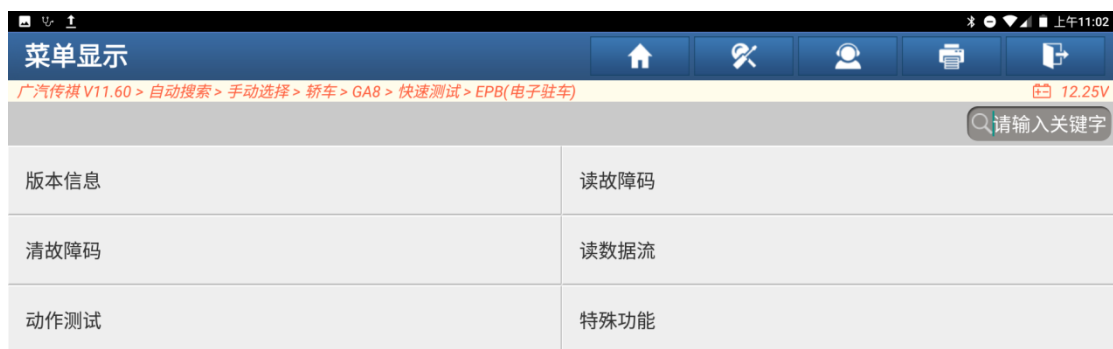 上午11:02
菜单显示
广汽传祺 V11.60 > 自动搜索 > 手动选择 > 轿车 > GA8 > 快速测试 > EPB(电子驻车) 12.25V
请输入关键字
版本信息 读故障码
清故障码 读数据流
动作测试 特殊功能